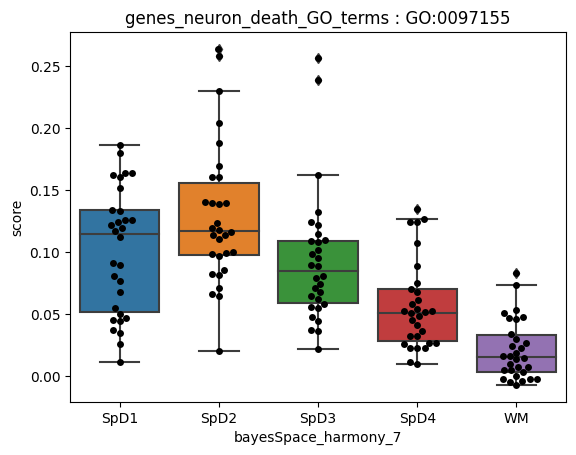 genes_neuron_death_GO_terms : GO:0097155
score
0.25
0.20
0.15
0.10
0.05
0.00
SpD1 SpD2 SpD3 SpD4 WM
bayesSpace_harmony_7